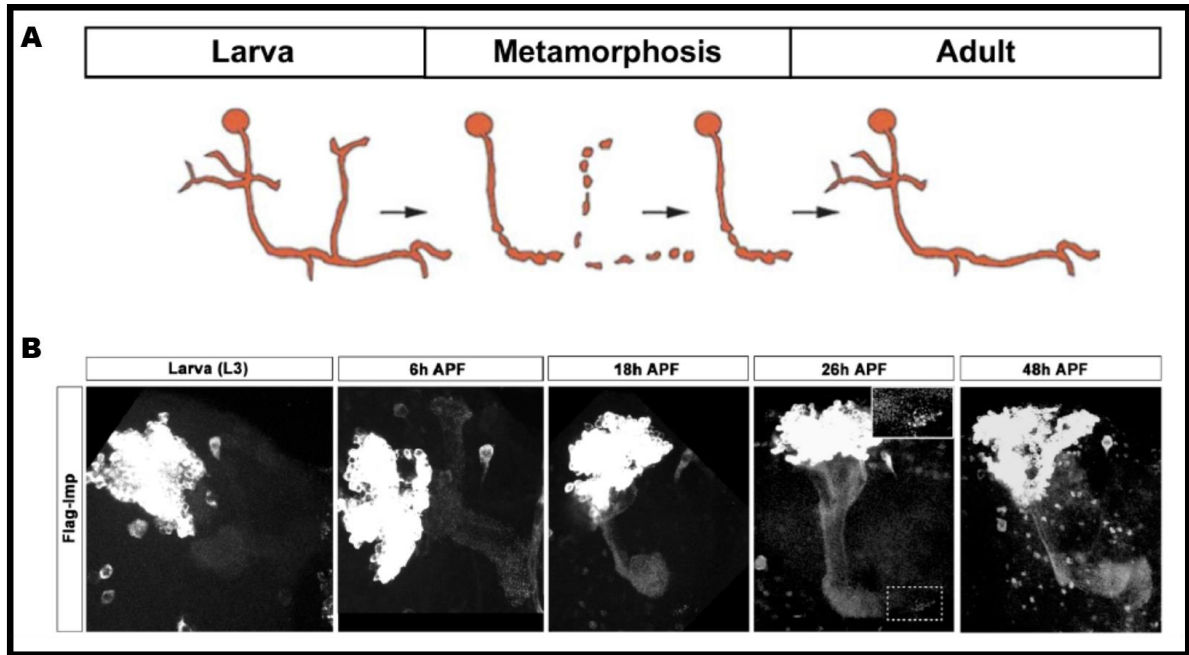 A
Larva Metamorphosis Adult
B
Larva (L3) 6h APF 18h APF 26h APF 48h APF
Flag-Imp